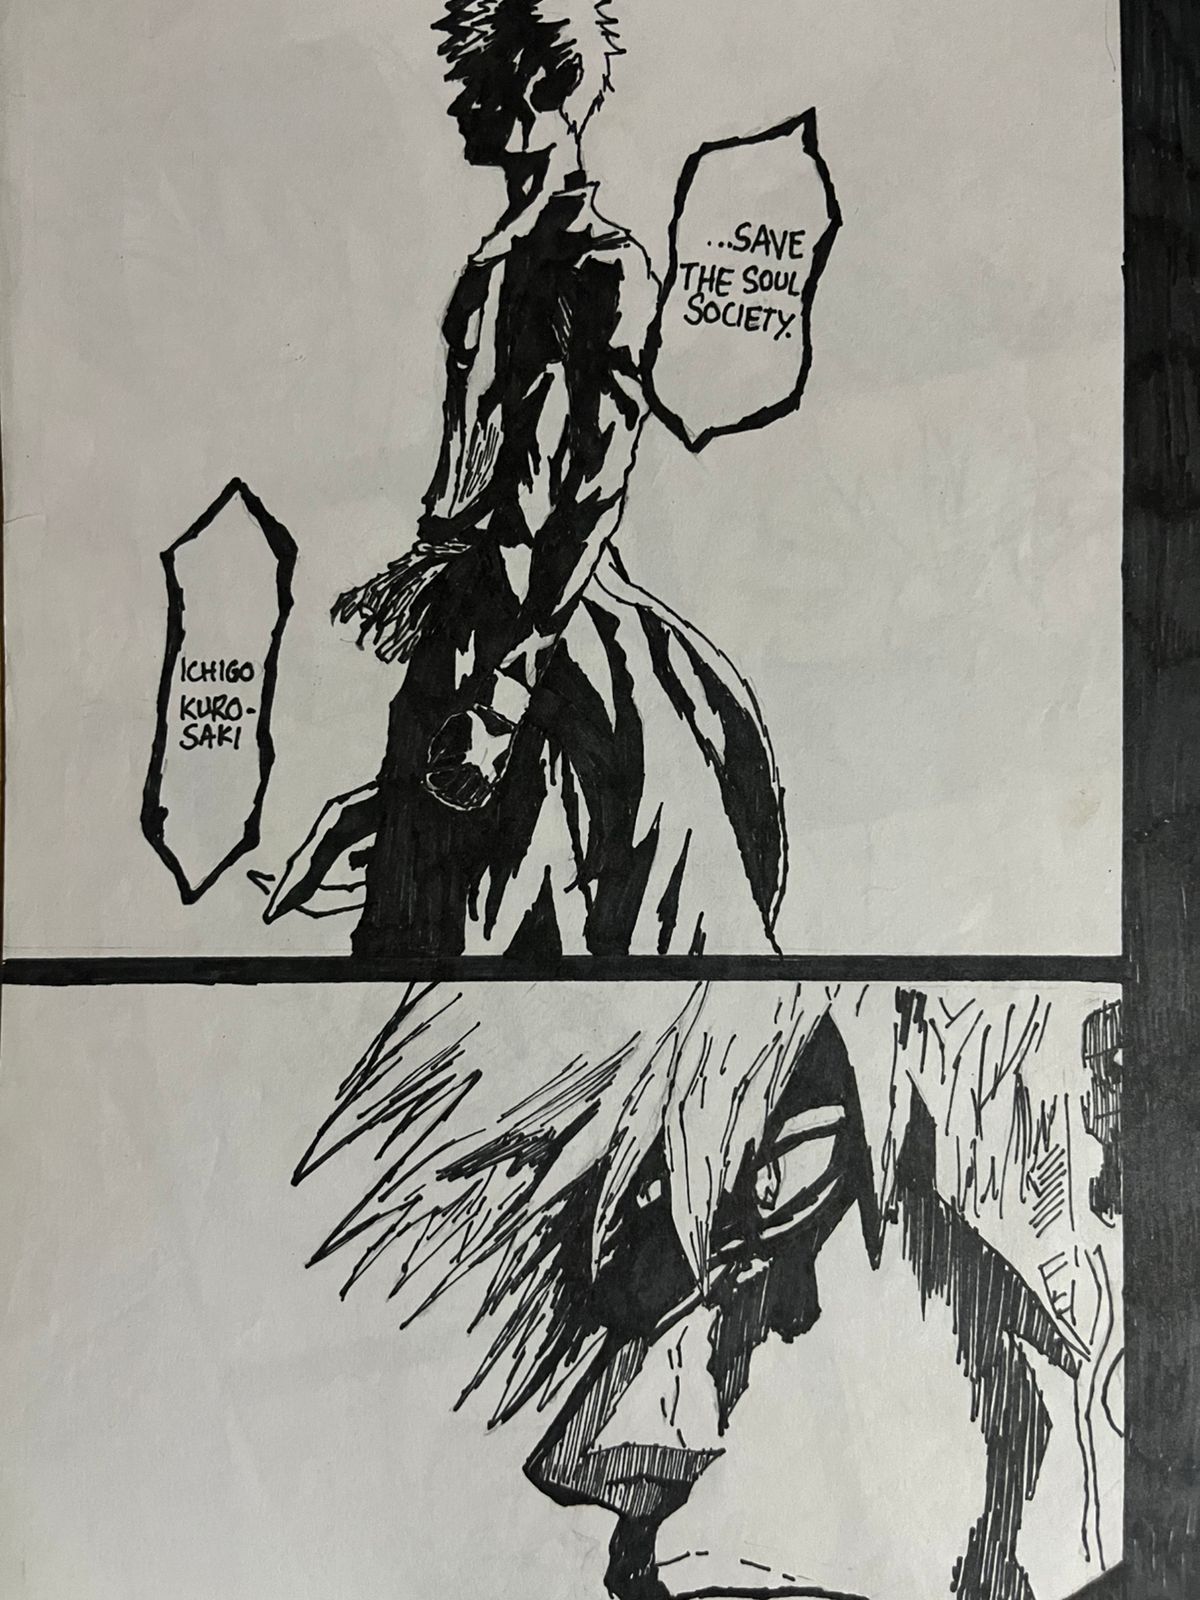 ...SAVE
THE SOUL
SOCIETY.
ICHIGO
KURO-
SAKI